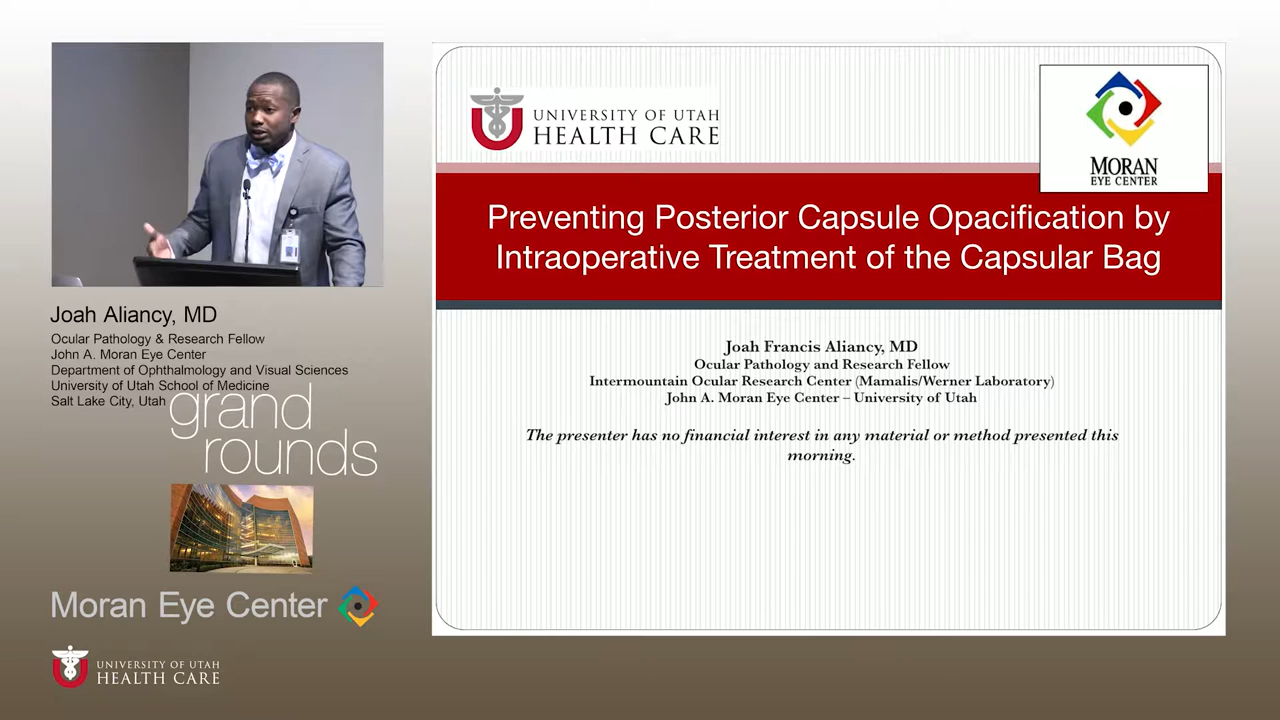 Joah Aliancy, MD
Ocular Pathology & Research Fellow
John A. Moran Eye Center
Department of Ophthalmology and Visual Sciences
University of Utah School of Medicine
Salt Lake City, Utah
grand
rounds
Moran Eye Center
UNIVERSITY OF UTAH
HEALTH CARE
UNIVERSITY OF UTAH
HEALTH CARE
MORAN
EYE CENTER
Preventing Posterior Capsule Opacification by
Intraoperative Treatment of the Capsular Bag
Joah Francis Aliancy, MD
Ocular Pathology and Research Fellow
Intermountain Ocular Research Center (Mamalis/Werner Laboratory)
John A. Moran Eye Center – University of Utah
The presenter has no financial interest in any material or method presented this
morning.